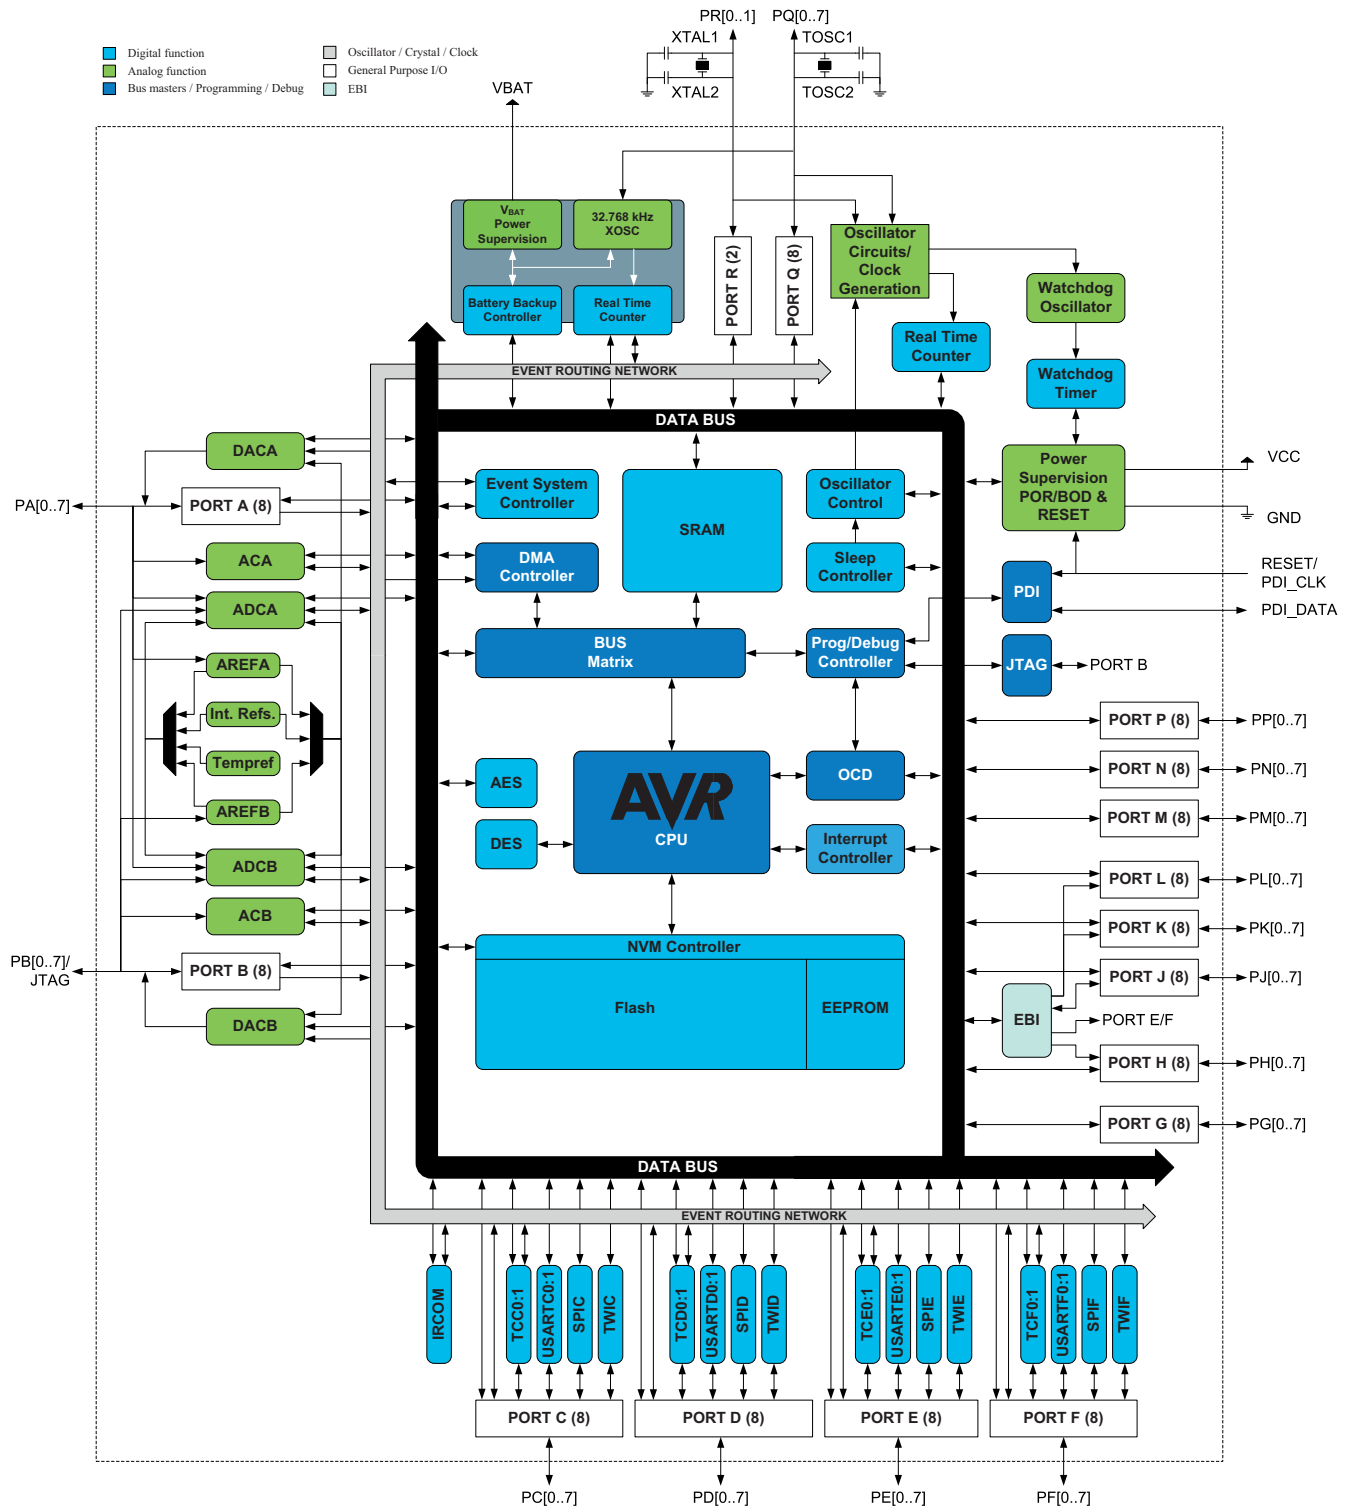 PR[0..1]
PQ[0..7]
XTAL1
TOSC1
XTAL2
TOSC2
Digital function
Analog function
Bus masters / Programming / Debug
Oscillator / Crystal / Clock
General Purpose I/O
EBI
VBAT
VBAT
Power
Supervision
32.768 kHz
XOSC
Battery Backup
Controller
Real Time
Counter
PORT R (2)
PORT Q (8)
Oscillator
Circuits/
Clock
Generation
Watchdog
Oscillator
Real Time
Counter
Watchdog
Timer
EVENT ROUTING NETWORK
DATA BUS
DACA
PA[0..7]
PORT A (8)
ACA
ADCA
AREFA
Int. Refs.
Tempref
AREFB
ADCB
ACB
PB[0..7]/
JTAG
PORT B (8)
DACB
Event System
Controller
DMA
Controller
SRAM
Oscillator
Control
Sleep
Controller
BUS
Matrix
Prog/Debug
Controller
AES
DES
AVR
CPU
OCD
Interrupt
Controller
NVM Controller
Flash
EEPROM
Power
Supervision
POR/BOD &
RESET
VCC
GND
RESET/
PDI_CLK
PDI
PDI_DATA
JTAG
PORT B
PORT P (8)
PP[0..7]
PORT N (8)
PN[0..7]
PORT M (8)
PM[0..7]
PORT L (8)
PL[0..7]
PORT K (8)
PK[0..7]
PORT J (8)
PJ[0..7]
EBI
PORT E/F
PORT H (8)
PH[0..7]
PORT G (8)
PG[0..7]
DATA BUS
EVENT ROUTING NETWORK
IRCOM
TCC0:1
USARTC0:1
SPIC
TWIC
TCD0:1
USARTD0:1
SPID
TWID
TCE0:1
USARTE0:1
SPIE
TWIE
TCF0:1
USARTF0:1
SPIF
TWIF
PORT C (8)
PORT D (8)
PORT E (8)
PORT F (8)
PC[0..7]
PD[0..7]
PE[0..7]
PF[0..7]